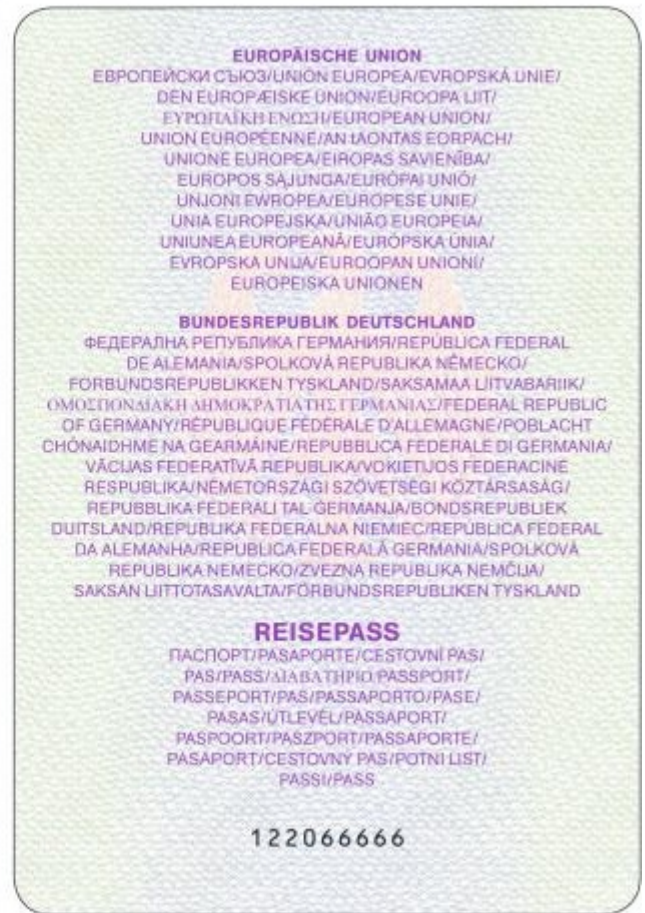 EUROPÄISCHE UNION
ЕВРОПЕЙСКИ СЪЮЗ/UNIÓN EUROPEA/EVROPSKÁ UNIE/
DEN EUROPÆISKE UNION/EUROOPA LIIT/
ΕΥΡΩΠΑΪΚΗ ΕΝΩΣΗ/EUROPEAN UNION/
UNION EUROPÉENNE/AN tAONTAS EORPACH/
UNIONE EUROPEA/EIROPAS SAVIENĪBA/
EUROPOS SĄJUNGA/EURÓPAI UNIÓ/
UNJONI EWROPEA/EUROPESE UNIE/
UNIA EUROPEJSKA/UNIÃO EUROPEIA/
UNIUNEA EUROPEANĂ/EURÓPSKA ÚNIA/
EVROPSKA UNIJA/EUROOPAN UNIONI/
EUROPEISKA UNIONEN
BUNDESREPUBLIK DEUTSCHLAND
ФЕДЕРАЛНА РЕПУБЛИКА ГЕРМАНИЯ/REPÚBLICA FEDERAL
DE ALEMANIA/SPOLKOVÁ REPUBLIKA NĚMECKO/
FORBUNDSREPUBLIKKEN TYSKLAND/SAKSAMAA LIITVABARIIK/
ΟΜΟΣΠΟΝΔΙΑΚΗ ΔΗΜΟΚΡΑΤΙΑ ΤΗΣ ΓΕΡΜΑΝΙΑΣ/FEDERAL REPUBLIC
OF GERMANY/RÉPUBLIQUE FÉDÉRALE D'ALLEMAGNE/POBLACHT
CHÓNAIDHME NA GEARMÁINE/REPUBBLICA FEDERALE DI GERMANIA/
VĀCIJAS FEDERATĪVĀ REPUBLIKA/VOKIETIJOS FEDERACINĖ
RESPUBLIKA/NÉMETORSZÁGI SZÖVETSÉGI KÖZTÁRSASÁG/
REPUBBLIKA FEDERALI TAL-ĠERMANJA/BONDSREPUBLIEK
DUITSLAND/REPUBLIKA FEDERALNA NIEMIEC/REPÚBLICA FEDERAL
DA ALEMANHA/REPUBLICA FEDERALĂ GERMANIA/SPOLKOVÁ
REPUBLIKA NEMECKO/ZVEZNA REPUBLIKA NEMČIJA/
SAKSAN LIITTOTASAVALTA/FÖRBUNDSREPUBLIKEN TYSKLAND
REISEPASS
ПАСПОРТ/PASAPORTE/CESTOVNÍ PAS/
PAS/PASS/ΔΙΑΒΑΤΗΡΙΟ/PASSPORT/
PASSEPORT/PAS/PASSAPORTO/PASE/
PASAS/ÚTLEVÉL/PASSAPORT/
PASPOORT/PASZPORT/PASSAPORTE/
PAȘAPORT/CESTOVNÝ PAS/POTNI LIST/
PASSI/PASS
122066666